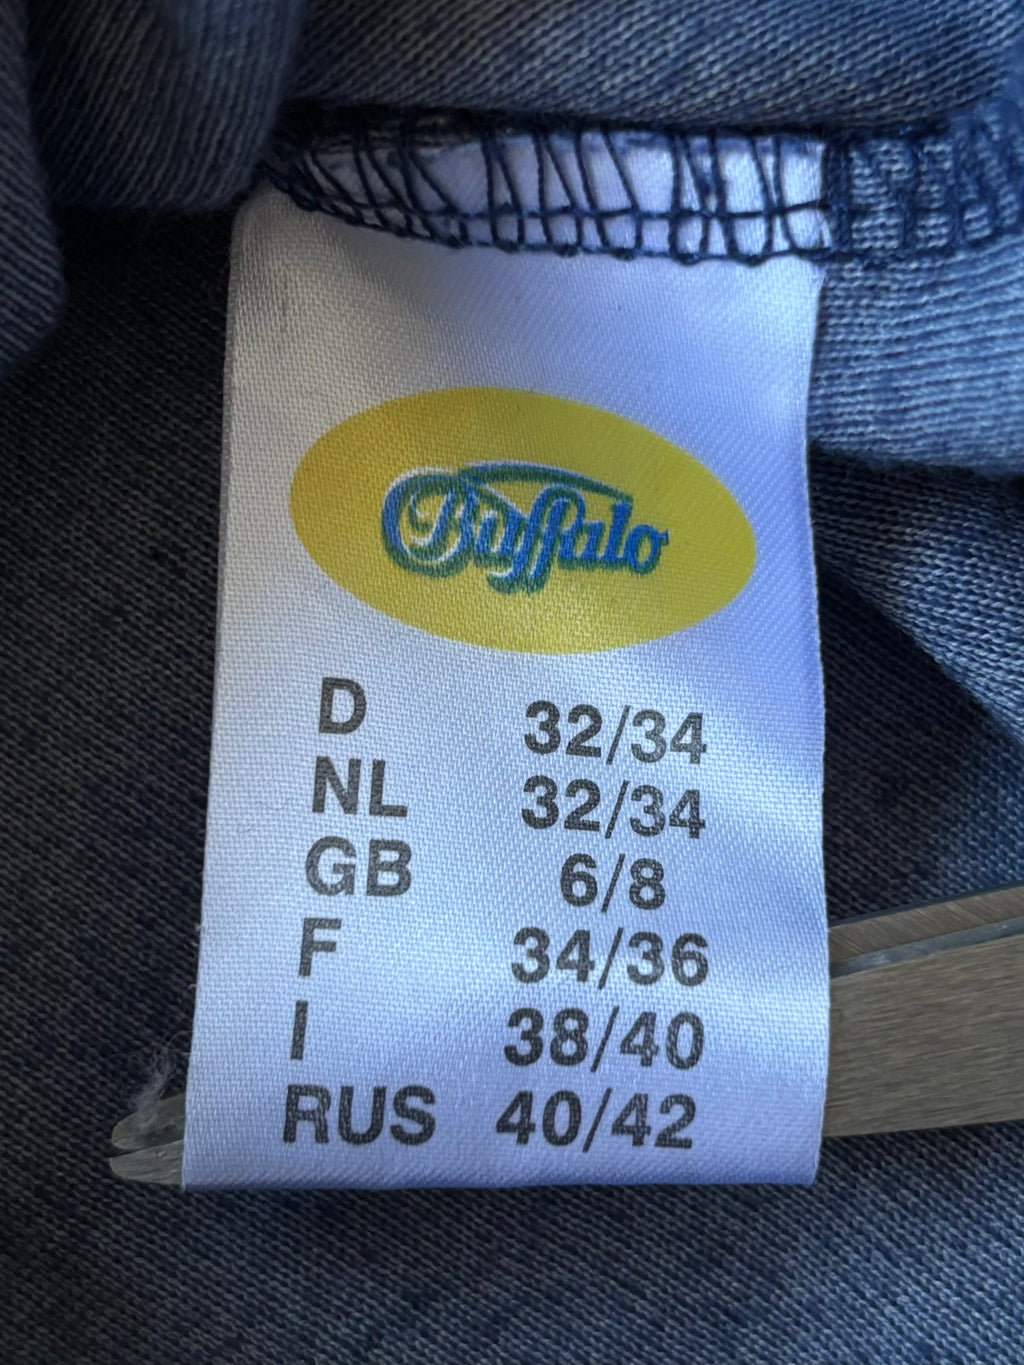 Buffalo
D 32/34
NL 32/34
GB 6/8
F 34/36
I 38/40
RUS 40/42